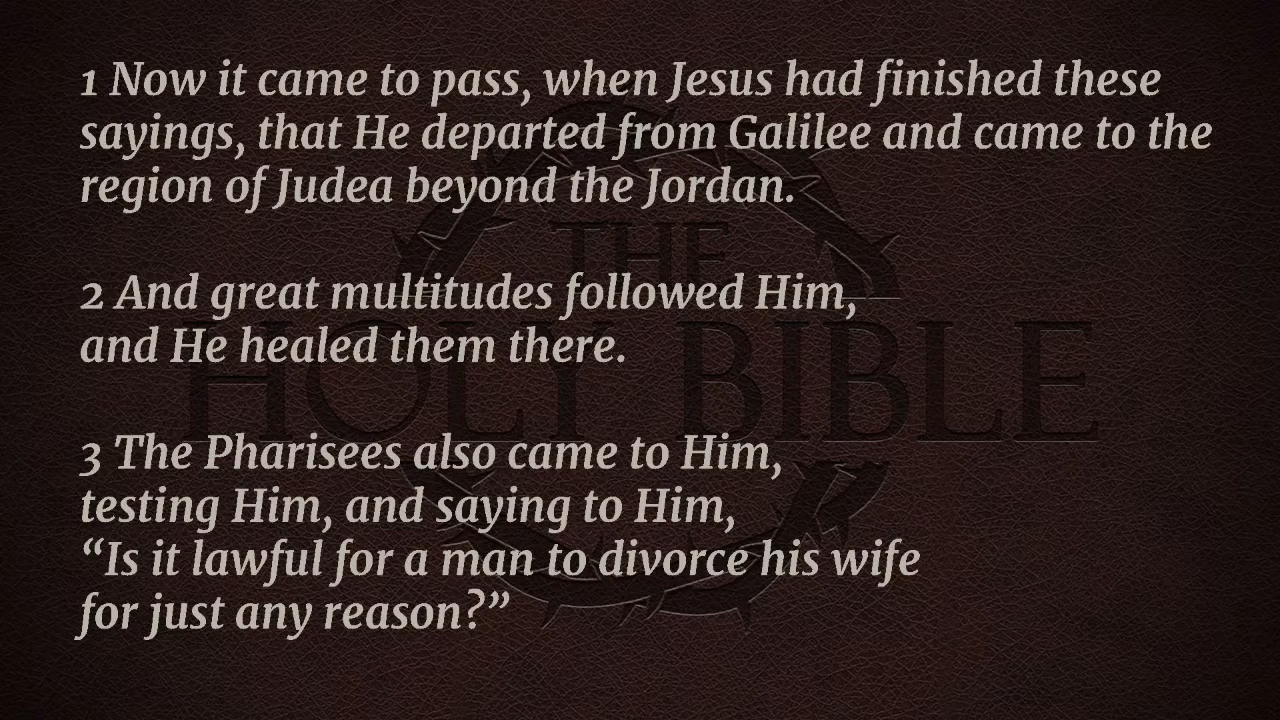 1 Now it came to pass, when Jesus had finished these
sayings, that He departed from Galilee and came to the
region of Judea beyond the Jordan.
2 And great multitudes followed Him,
and He healed them there.
3 The Pharisees also came to Him,
testing Him, and saying to Him,
“Is it lawful for a man to divorce his wife
for just any reason?”
THE
HOLY BIBLE